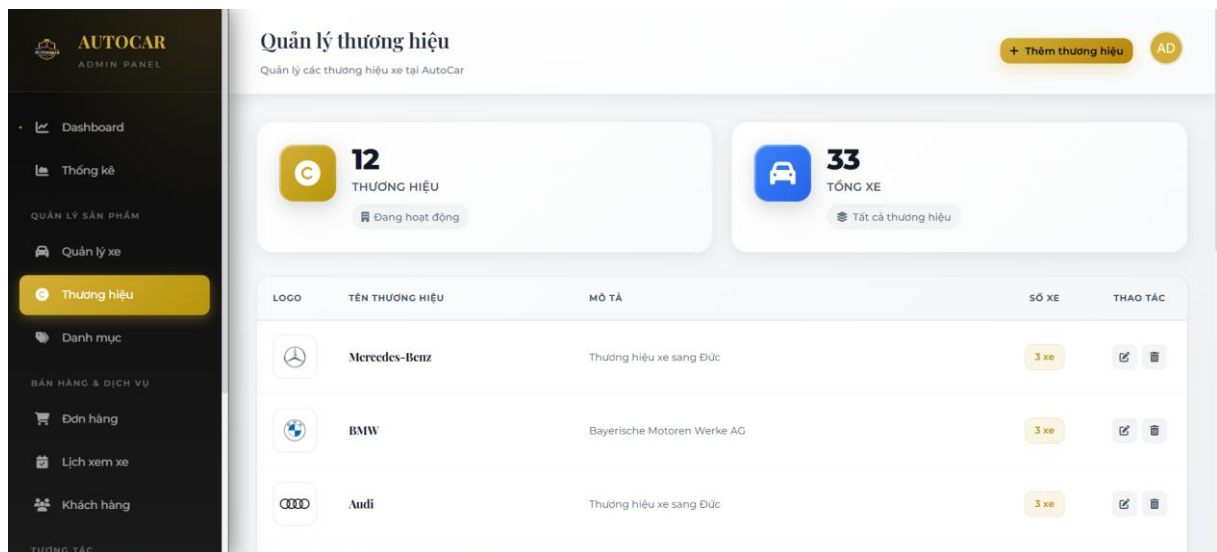 AUTOCAR
ADMIN PANEL
Dashboard
Thống kê
QUẢN LÝ SẢN PHẨM
Quản lý xe
Thương hiệu
Danh mục
BÁN HÀNG & DỊCH VỤ
Đơn hàng
Lịch xem xe
Khách hàng
TƯƠNG TÁC
Quản lý thương hiệu
Quản lý các thương hiệu xe tại AutoCar
+ Thêm thương hiệu
AD
12
THƯƠNG HIỆU
Đang hoạt động
33
TỔNG XE
Tất cả thương hiệu
LOGO TÊN THƯƠNG HIỆU MÔ TẢ SỐ XE THAO TÁC
Mercedes-Benz Thương hiệu xe sang Đức 3 xe
BMW Bayerische Motoren Werke AG 3 xe
Audi Thương hiệu xe sang Đức 3 xe